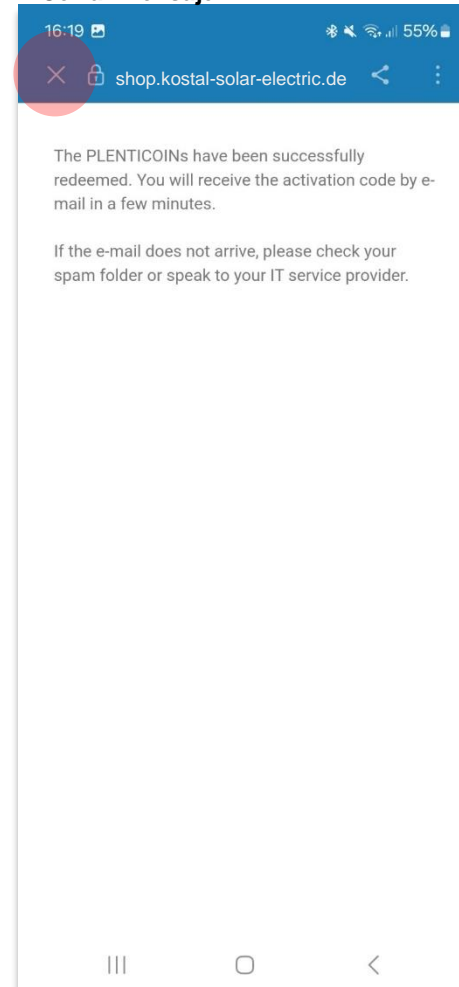 16:19 55%
shop.kostal-solar-electric.de
The PLENTICOINs have been successfully
redeemed. You will receive the activation code by e-
mail in a few minutes.
If the e-mail does not arrive, please check your
spam folder or speak to your IT service provider.